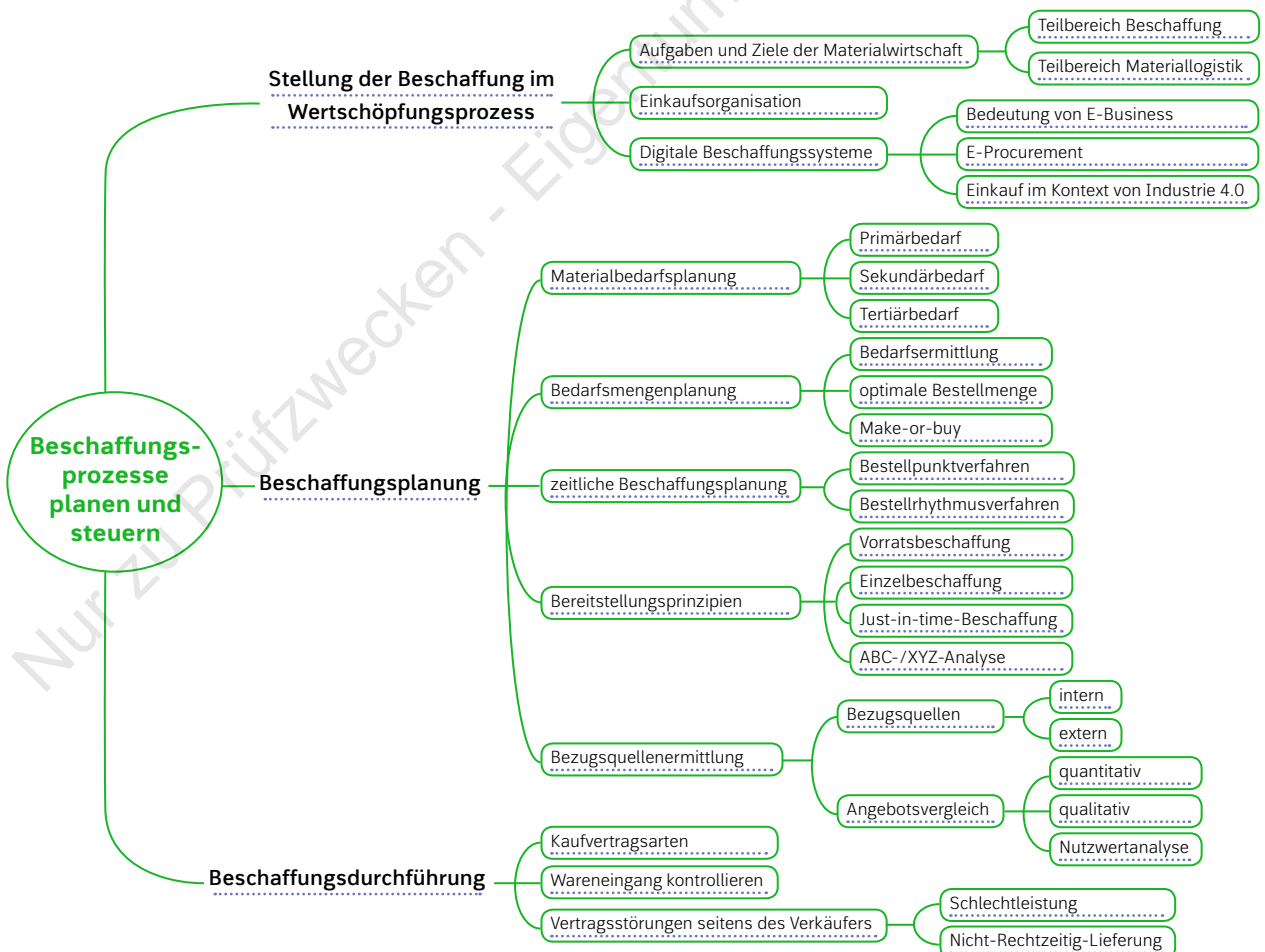 Beschaffungs-
prozesse
planen und
steuern
Stellung der Beschaffung im
Wertschöpfungsprozess
Aufgaben und Ziele der Materialwirtschaft
Teilbereich Beschaffung
Teilbereich Materiallogistik
Einkaufsorganisation
Digitale Beschaffungssysteme
Bedeutung von E-Business
E-Procurement
Einkauf im Kontext von Industrie 4.0
Beschaffungsplanung
Materialbedarfsplanung
Primärbedarf
Sekundärbedarf
Tertiärbedarf
Bedarfsmengenplanung
Bedarfsermittlung
optimale Bestellmenge
Make-or-buy
zeitliche Beschaffungsplanung
Bestellpunktverfahren
Bestellrhythmusverfahren
Bereitstellungsprinzipien
Vorratsbeschaffung
Einzelbeschaffung
Just-in-time-Beschaffung
ABC-/XYZ-Analyse
Bezugsquellenermittlung
Bezugsquellen
intern
extern
Angebotsvergleich
quantitativ
qualitativ
Nutzwertanalyse
Beschaffungsdurchführung
Kaufvertragsarten
Wareneingang kontrollieren
Vertragsstörungen seitens des Verkäufers
Schlechtleistung
Nicht-Rechtzeitig-Lieferung
Nur zu Prüfzwecken - Eigentum